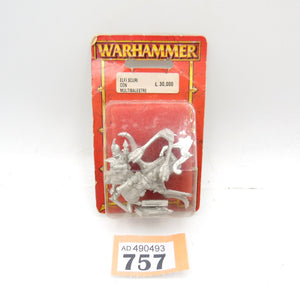 WARHAMMER
ELFI SCURI
CON
MULTIBALESTRE
L. 30,000
AD 490493
757